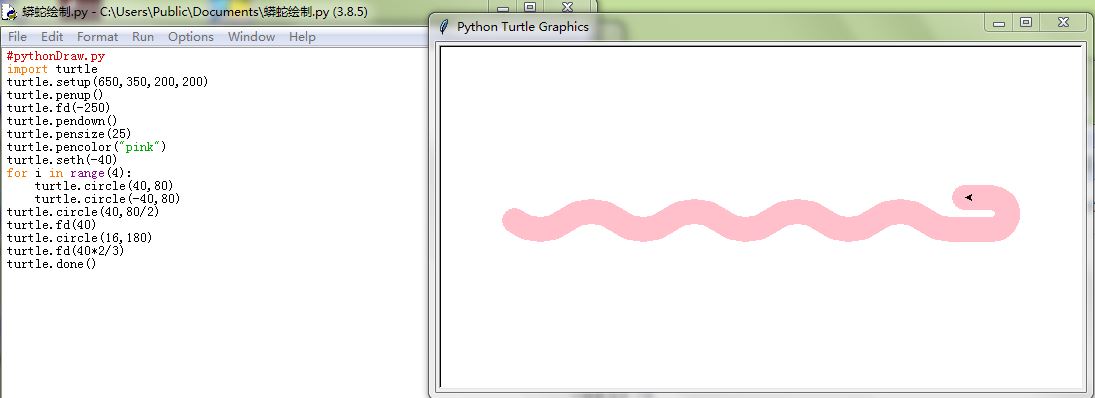 蟒蛇绘制.py - C:\Users\Public\Documents\蟒蛇绘制.py (3.8.5)
File Edit Format Run Options Window Help
#pythonDraw.py
import turtle
turtle.setup(650,350,200,200)
turtle.penup()
turtle.fd(-250)
turtle.pendown()
turtle.pensize(25)
turtle.pencolor("pink")
turtle.seth(-40)
for i in range(4):
    turtle.circle(40,80)
    turtle.circle(-40,80)
turtle.circle(40,80/2)
turtle.fd(40)
turtle.circle(16,180)
turtle.fd(40*2/3)
turtle.done()
Python Turtle Graphics